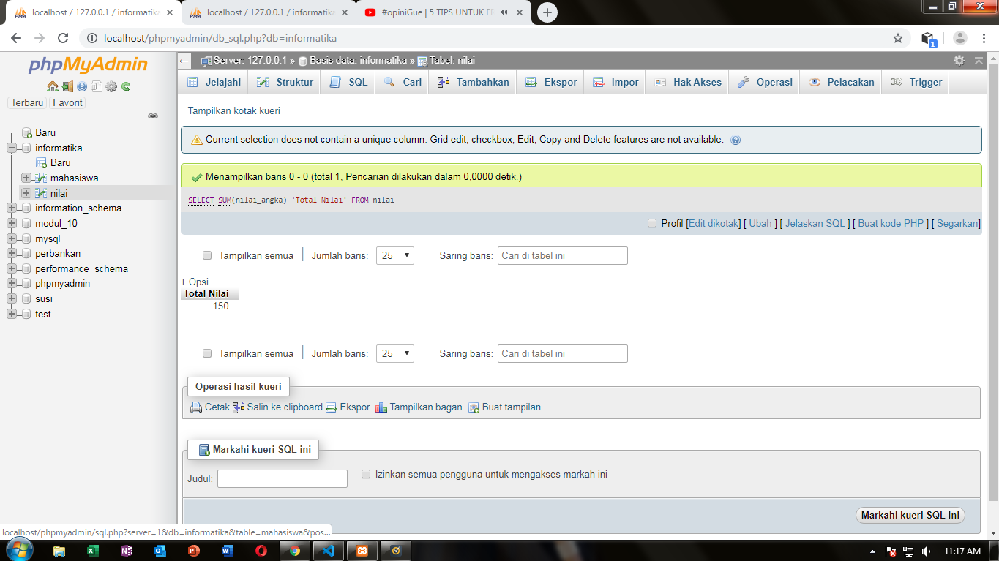 localhost / 127.0.0.1 / informatika
localhost / 127.0.0.1 / informatika
#opiniGue | 5 TIPS UNTUK FR
localhost/phpmyadmin/db_sql.php?db=informatika
1
phpMyAdmin
Terbaru Favorit
Baru
informatika
Baru
mahasiswa
nilai
information_schema
modul_10
mysql
perbankan
performance_schema
phpmyadmin
susi
test
Server: 127.0.0.1 » Basis data: informatika » Tabel: nilai
Jelajahi Struktur SQL Cari Tambahkan Ekspor Impor Hak Akses Operasi Pelacakan Trigger
Tampilkan kotak kueri
Current selection does not contain a unique column. Grid edit, checkbox, Edit, Copy and Delete features are not available.
Menampilkan baris 0 - 0 (total 1, Pencarian dilakukan dalam 0,0000 detik.)
SELECT SUM(nilai_angka) 'Total Nilai' FROM nilai
Profil [Edit dikotak] [ Ubah ] [ Jelaskan SQL ] [ Buat kode PHP ] [ Segarkan]
Tampilkan semua | Jumlah baris: 25 Saring baris: Cari di tabel ini
+ Opsi
Total Nilai
150
Tampilkan semua | Jumlah baris: 25 Saring baris: Cari di tabel ini
Operasi hasil kueri
Cetak Salin ke clipboard Ekspor Tampilkan bagan Buat tampilan
Markahi kueri SQL ini
Judul: Izinkan semua pengguna untuk mengakses markah ini
Markahi kueri SQL ini
localhost/phpmyadmin/sql.php?server=1&db=informatika&table=mahasiswa&pos...
11:17 AM